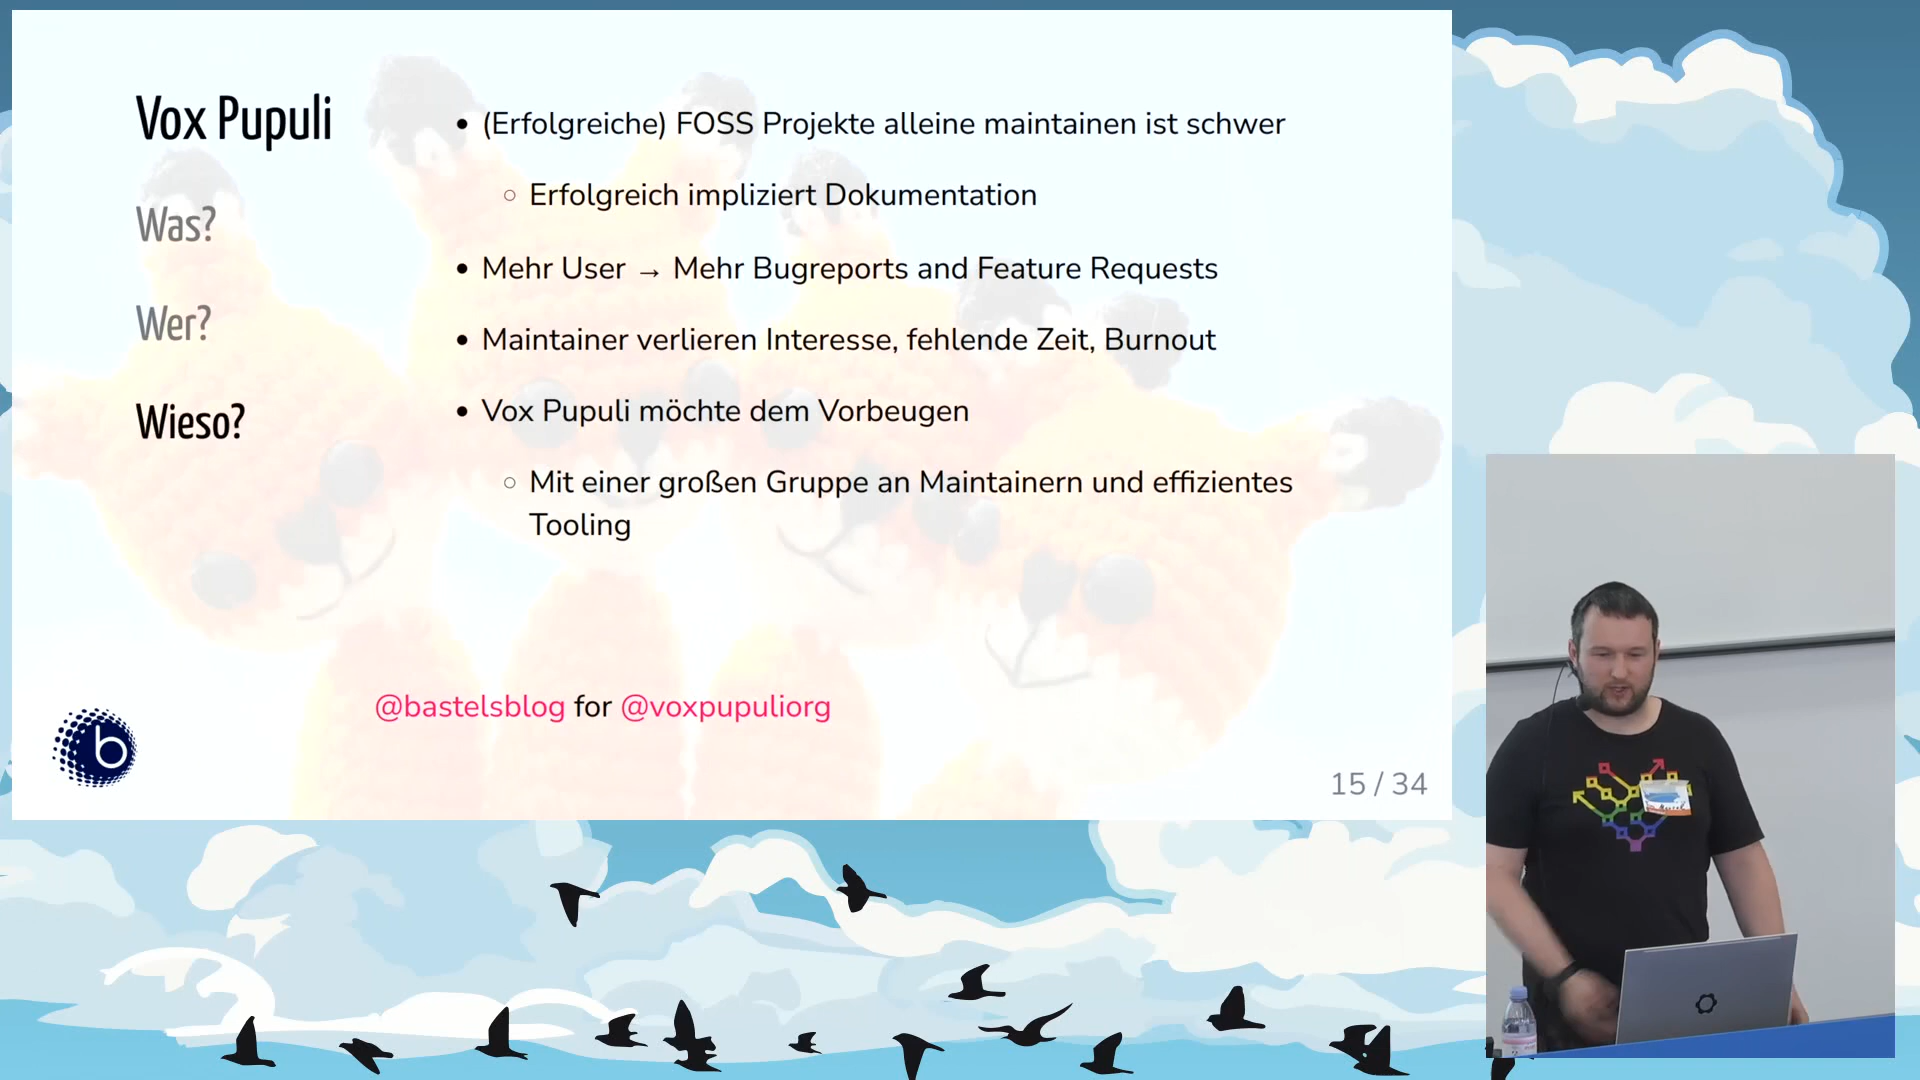 Vox Pupuli
Was?
Wer?
Wieso?
• (Erfolgreiche) FOSS Projekte alleine maintainen ist schwer
○ Erfolgreich impliziert Dokumentation
• Mehr User → Mehr Bugreports and Feature Requests
• Maintainer verlieren Interesse, fehlende Zeit, Burnout
• Vox Pupuli möchte dem Vorbeugen
○ Mit einer großen Gruppe an Maintainern und effizientes
Tooling
@bastelsblog for @voxpupuliorg
b
15 / 34